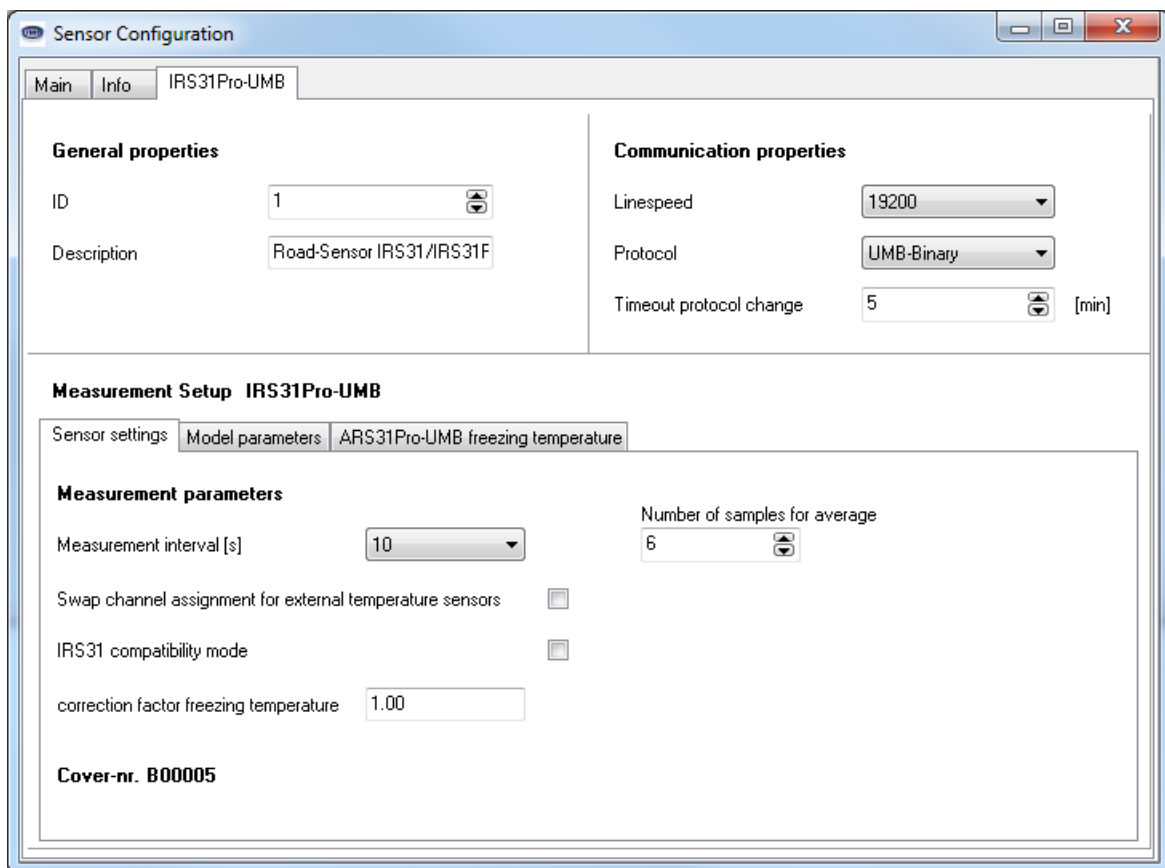 Sensor Configuration
Main Info IRS31Pro-UMB
General properties
ID 1
Description Road-Sensor IRS31/IRS31F
Communication properties
Linespeed 19200
Protocol UMB-Binary
Timeout protocol change 5 [min]
Measurement Setup IRS31Pro-UMB
Sensor settings Model parameters ARS31Pro-UMB freezing temperature
Measurement parameters
Measurement interval [s] 10
Number of samples for average
6
Swap channel assignment for external temperature sensors
IRS31 compatibility mode
correction factor freezing temperature 1.00
Cover-nr. B00005